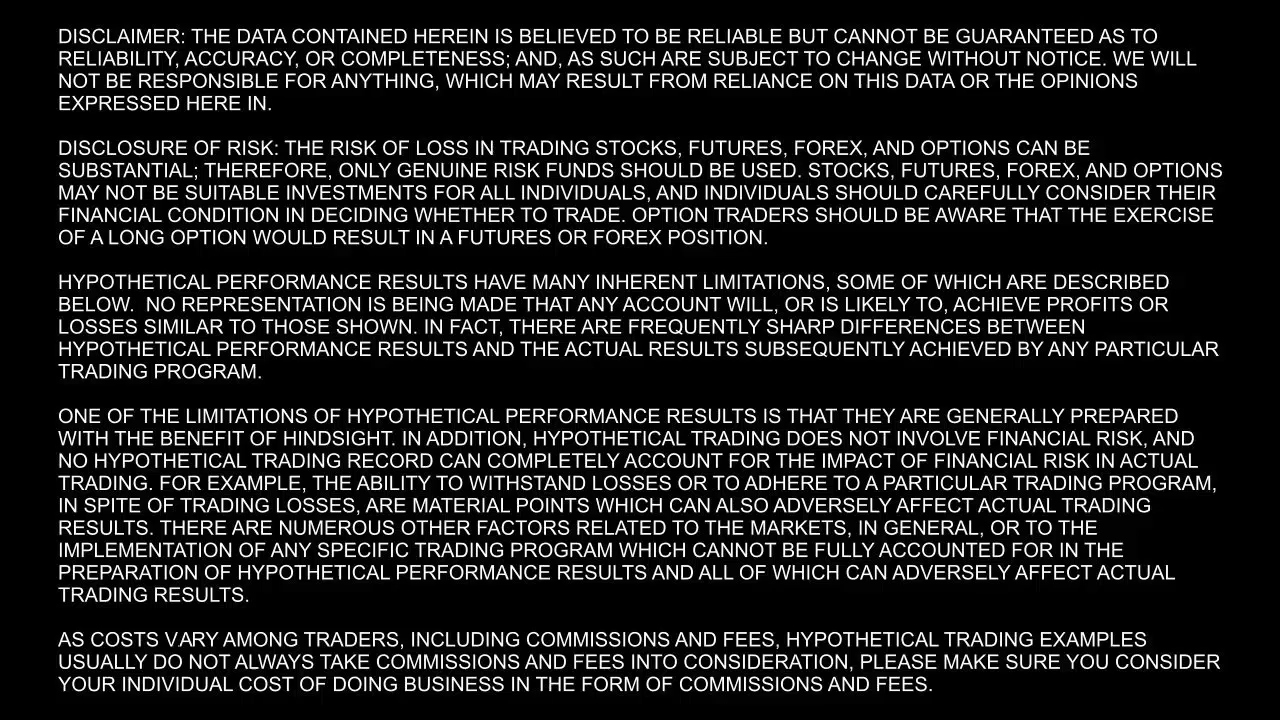 DISCLAIMER: THE DATA CONTAINED HEREIN IS BELIEVED TO BE RELIABLE BUT CANNOT BE GUARANTEED AS TO
RELIABILITY, ACCURACY, OR COMPLETENESS; AND, AS SUCH ARE SUBJECT TO CHANGE WITHOUT NOTICE. WE WILL
NOT BE RESPONSIBLE FOR ANYTHING, WHICH MAY RESULT FROM RELIANCE ON THIS DATA OR THE OPINIONS
EXPRESSED HERE IN.
DISCLOSURE OF RISK: THE RISK OF LOSS IN TRADING STOCKS, FUTURES, FOREX, AND OPTIONS CAN BE
SUBSTANTIAL; THEREFORE, ONLY GENUINE RISK FUNDS SHOULD BE USED. STOCKS, FUTURES, FOREX, AND OPTIONS
MAY NOT BE SUITABLE INVESTMENTS FOR ALL INDIVIDUALS, AND INDIVIDUALS SHOULD CAREFULLY CONSIDER THEIR
FINANCIAL CONDITION IN DECIDING WHETHER TO TRADE. OPTION TRADERS SHOULD BE AWARE THAT THE EXERCISE
OF A LONG OPTION WOULD RESULT IN A FUTURES OR FOREX POSITION.
HYPOTHETICAL PERFORMANCE RESULTS HAVE MANY INHERENT LIMITATIONS, SOME OF WHICH ARE DESCRIBED
BELOW.  NO REPRESENTATION IS BEING MADE THAT ANY ACCOUNT WILL, OR IS LIKELY TO, ACHIEVE PROFITS OR
LOSSES SIMILAR TO THOSE SHOWN. IN FACT, THERE ARE FREQUENTLY SHARP DIFFERENCES BETWEEN
HYPOTHETICAL PERFORMANCE RESULTS AND THE ACTUAL RESULTS SUBSEQUENTLY ACHIEVED BY ANY PARTICULAR
TRADING PROGRAM.
ONE OF THE LIMITATIONS OF HYPOTHETICAL PERFORMANCE RESULTS IS THAT THEY ARE GENERALLY PREPARED
WITH THE BENEFIT OF HINDSIGHT. IN ADDITION, HYPOTHETICAL TRADING DOES NOT INVOLVE FINANCIAL RISK, AND
NO HYPOTHETICAL TRADING RECORD CAN COMPLETELY ACCOUNT FOR THE IMPACT OF FINANCIAL RISK IN ACTUAL
TRADING. FOR EXAMPLE, THE ABILITY TO WITHSTAND LOSSES OR TO ADHERE TO A PARTICULAR TRADING PROGRAM,
IN SPITE OF TRADING LOSSES, ARE MATERIAL POINTS WHICH CAN ALSO ADVERSELY AFFECT ACTUAL TRADING
RESULTS. THERE ARE NUMEROUS OTHER FACTORS RELATED TO THE MARKETS, IN GENERAL, OR TO THE
IMPLEMENTATION OF ANY SPECIFIC TRADING PROGRAM WHICH CANNOT BE FULLY ACCOUNTED FOR IN THE
PREPARATION OF HYPOTHETICAL PERFORMANCE RESULTS AND ALL OF WHICH CAN ADVERSELY AFFECT ACTUAL
TRADING RESULTS.
AS COSTS VARY AMONG TRADERS, INCLUDING COMMISSIONS AND FEES, HYPOTHETICAL TRADING EXAMPLES
USUALLY DO NOT ALWAYS TAKE COMMISSIONS AND FEES INTO CONSIDERATION, PLEASE MAKE SURE YOU CONSIDER
YOUR INDIVIDUAL COST OF DOING BUSINESS IN THE FORM OF COMMISSIONS AND FEES.